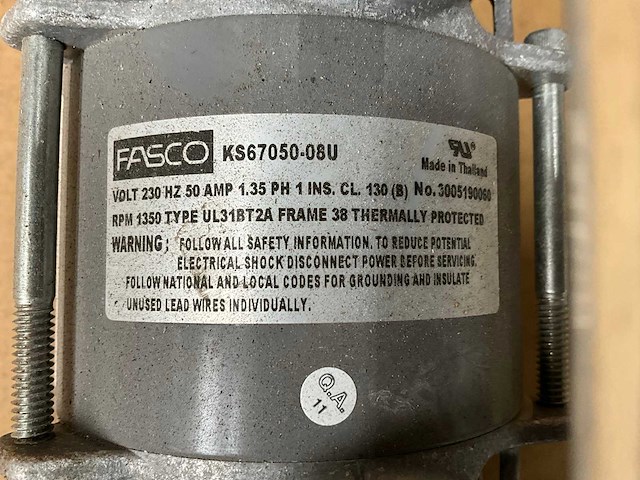 FASCO KS67050-08U
Made in Thailand
VOLT 230 HZ 50 AMP 1.35 PH 1 INS. CL. 130 (B) No. 3005190060
RPM 1350 TYPE UL31BT2A FRAME 38 THERMALLY PROTECTED
WARNING: FOLLOW ALL SAFETY INFORMATION. TO REDUCE POTENTIAL
ELECTRICAL SHOCK DISCONNECT POWER BEFORE SERVICING.
FOLLOW NATIONAL AND LOCAL CODES FOR GROUNDING AND INSULATE
UNUSED LEAD WIRES INDIVIDUALLY.
Q.A.
11